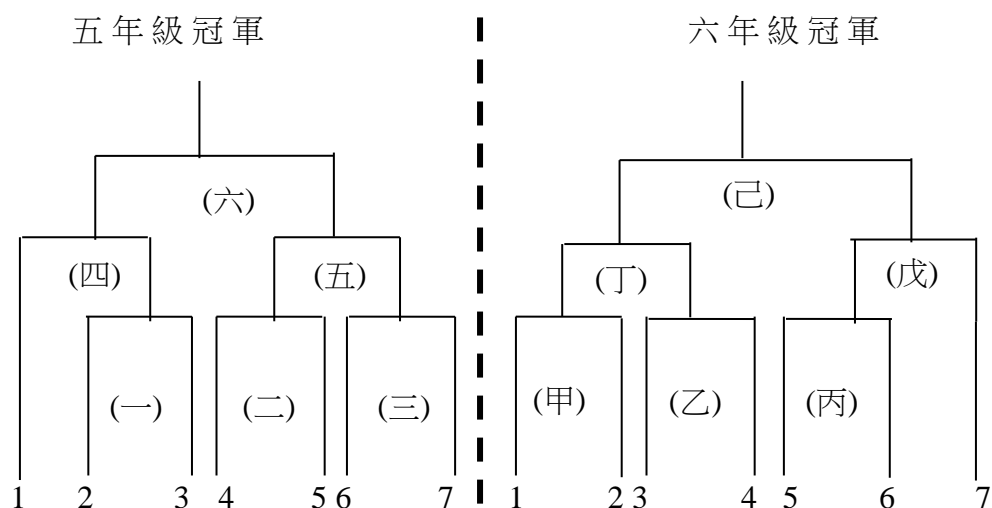 五年級冠軍 六年級冠軍
(六) (己)
(四) (五) (丁) (戊)
(一) (二) (三) (甲) (乙) (丙)
1 2 3 4 5 6 7 1 2 3 4 5 6 7